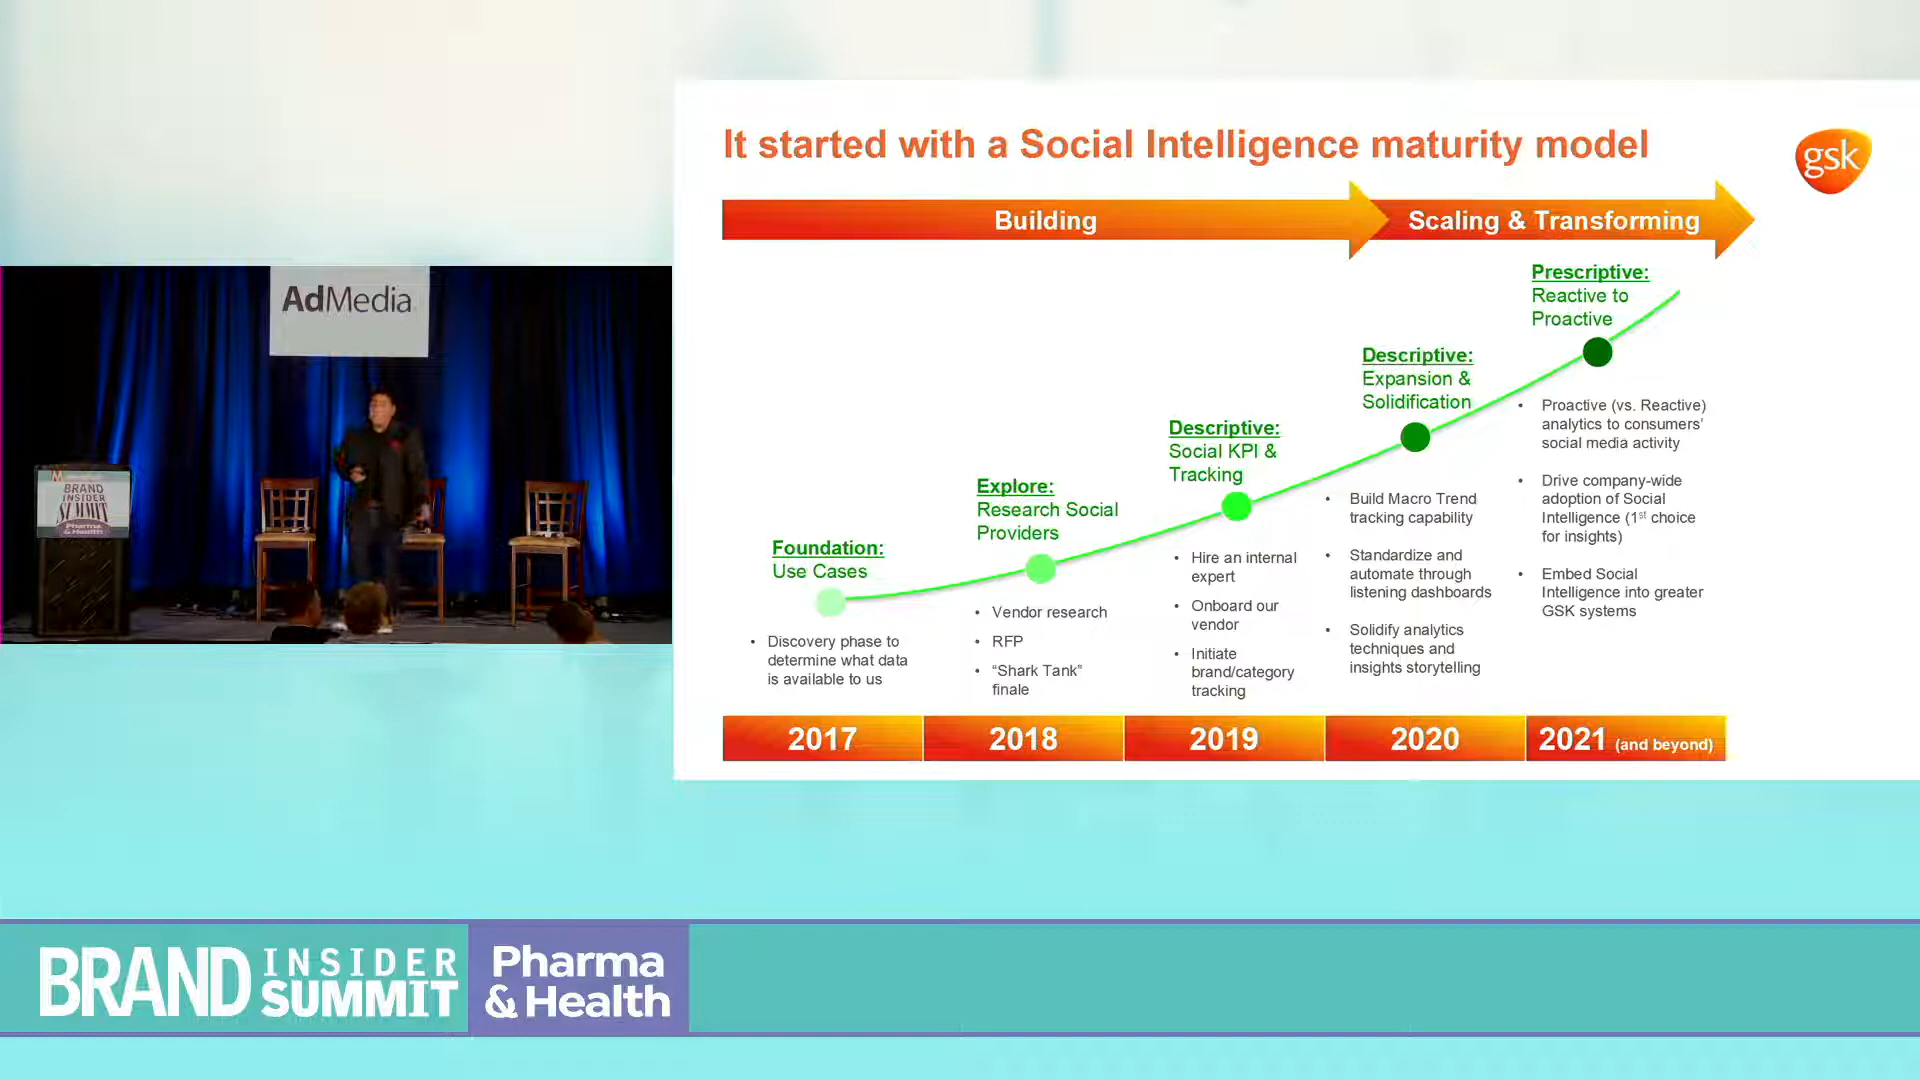 It started with a Social Intelligence maturity model
gsk
Building
Scaling & Transforming
Prescriptive:
Reactive to
Proactive
Descriptive:
Expansion &
Solidification
Descriptive:
Social KPI &
Tracking
Explore:
Research Social
Providers
Foundation:
Use Cases
• Discovery phase to
determine what data
is available to us
• Vendor research
• RFP
• “Shark Tank”
finale
• Hire an internal
expert
• Onboard our
vendor
• Initiate
brand/category
tracking
• Build Macro Trend
tracking capability
• Standardize and
automate through
listening dashboards
• Solidify analytics
techniques and
insights storytelling
• Proactive (vs. Reactive)
analytics to consumers’
social media activity
• Drive company-wide
adoption of Social
Intelligence (1st choice
for insights)
• Embed Social
Intelligence into greater
GSK systems
2017
2018
2019
2020
2021 (and beyond)
AdMedia
BRAND
INSIDER
SUMMIT
Pharma
& Health
BRAND INSIDER SUMMIT
Pharma
& Health